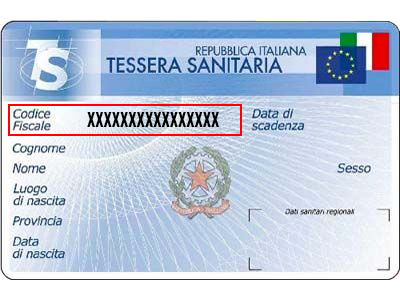 TS
REPUBBLICA ITALIANA
TESSERA SANITARIA
Codice
Fiscale
XXXXXXXXXXXXXXXX
Data di
scadenza
Cognome
Nome
Sesso
Luogo
di nascita
Provincia
Dati sanitari regionali
Data
di nascita